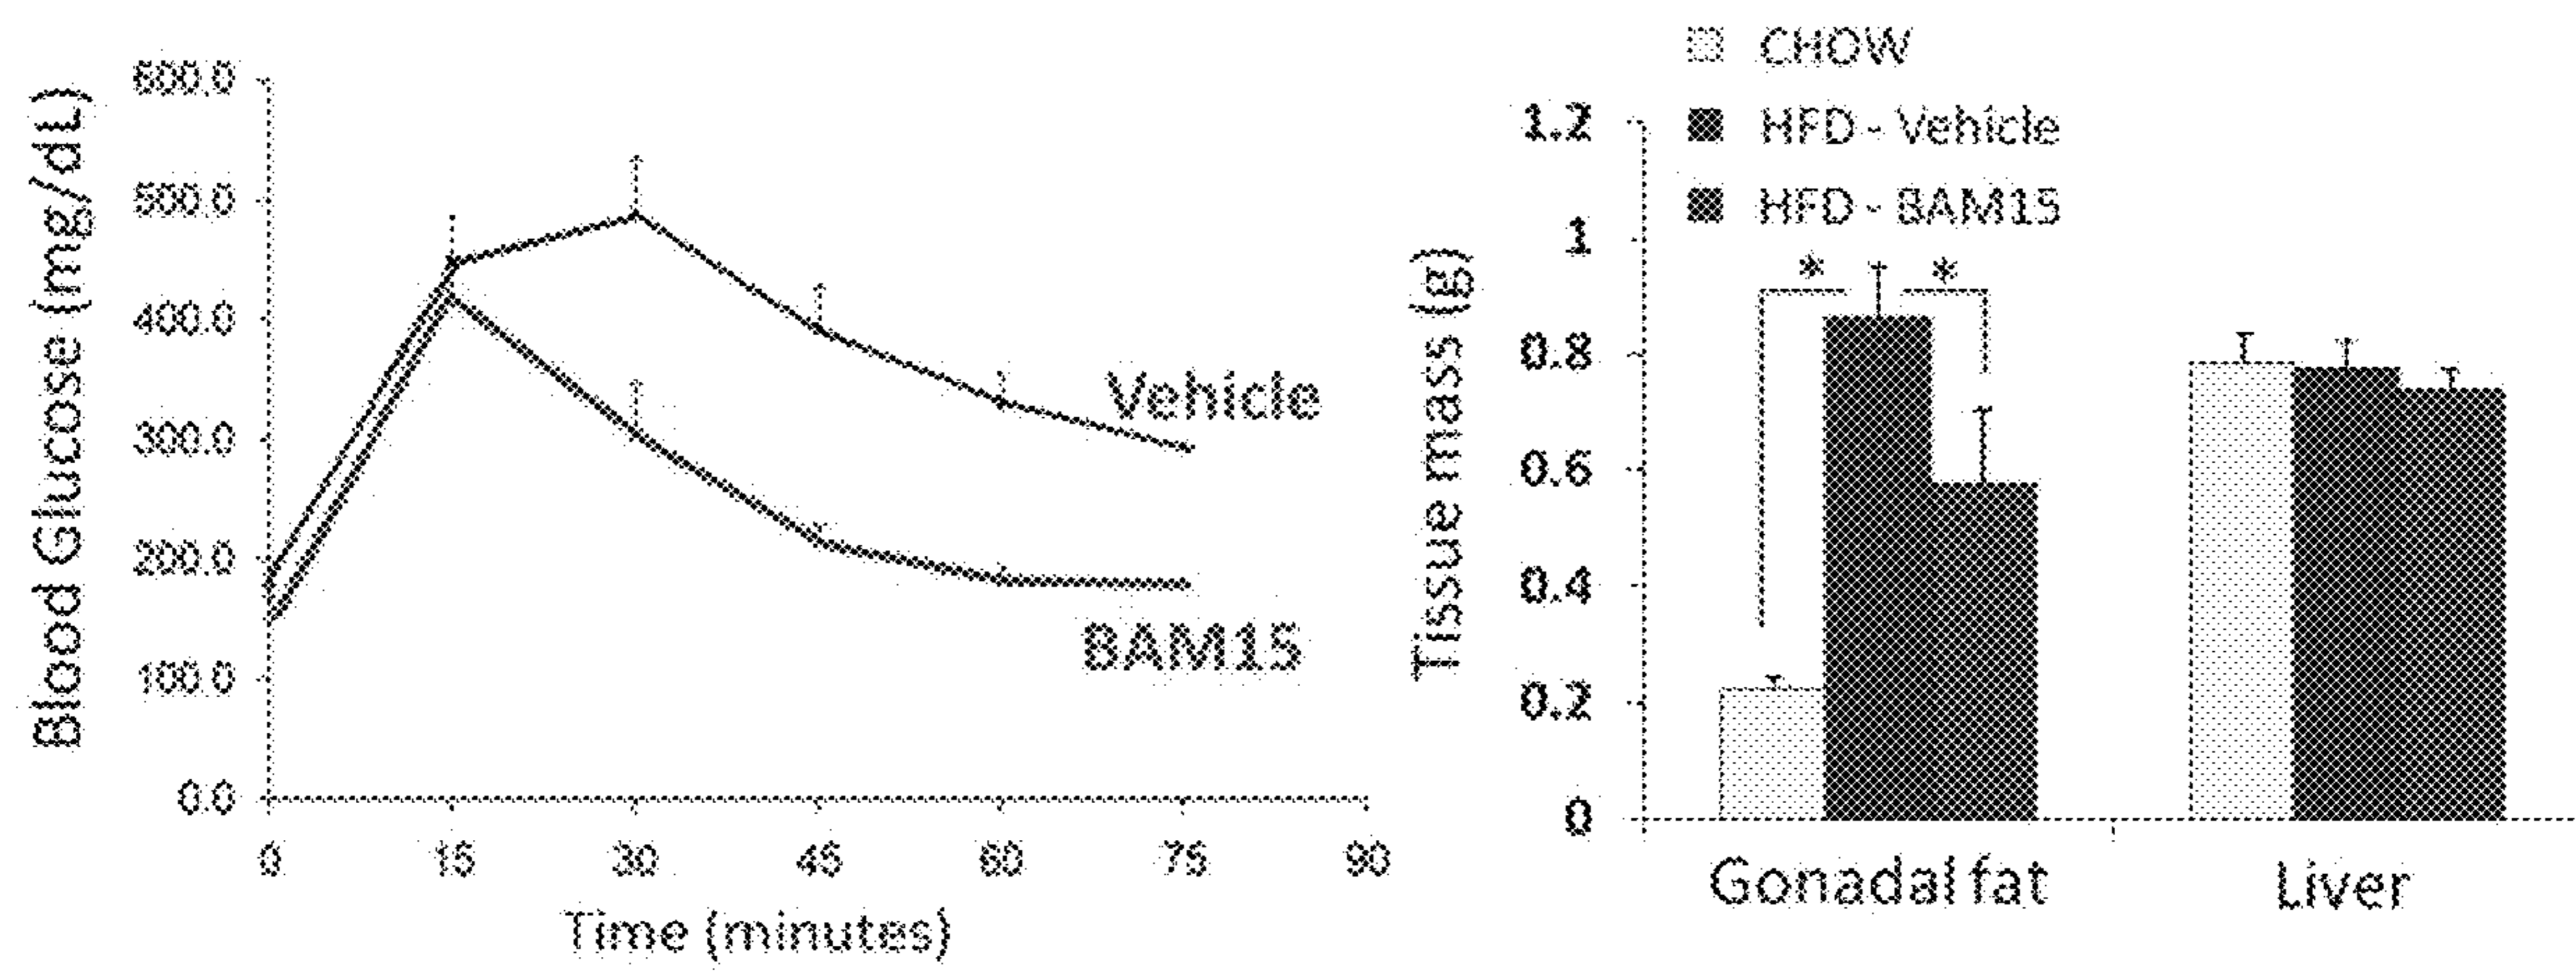 Blood Glucose (mg/dL)
600.0
500.0
400.0
300.0
200.0
100.0
0.0
0 15 30 45 60 75 90
Time (minutes)
Vehicle
BAM15
CHOW
HFD - Vehicle
HFD - BAM15
Tissue mass (g)
1.2
1
0.8
0.6
0.4
0.2
0
* *
Gonadal fat Liver